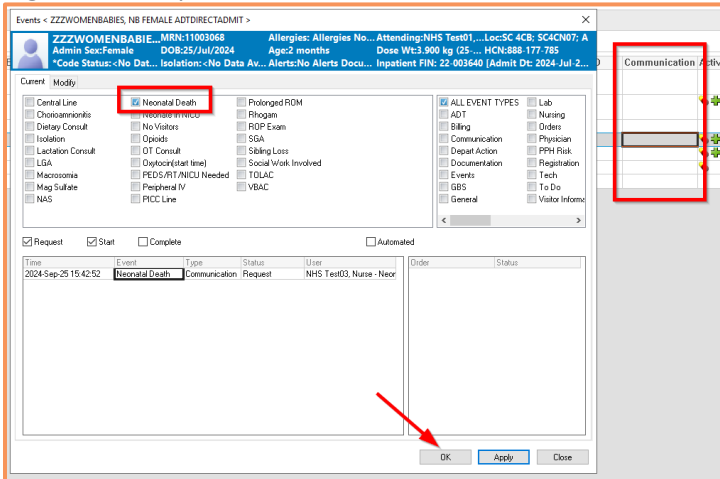 Events < ZZZWOMENBABIES, NB FEMALE ADTDIRECTADMIT >
ZZZWOMENBABIE... MRN:11003068 Allergies: Allergies No... Attending:NHS Test01,... Loc:SC 4CB; SC4CN07; A
Admin Sex:Female DOB:25/Jul/2024 Age:2 months Dose Wt:3.900 kg (25-... HCN:888-177-785
*Code Status:<No Dat... Isolation:<No Data Av... Alerts:No Alerts Docu... Inpatient FIN: 22-003640 [Admit Dt: 2024-Jul-2...
Communication Activ
Current Modify
Central Line Neonatal Death Prolonged ROM ALL EVENT TYPES Lab
Chorioamnionitis Neonate in NICU Rhogam ADT Nursing
Dietary Consult No Visitors ROP Exam Billing Orders
Isolation Opioids SGA Communication Physician
Lactation Consult OT Consult Sibling Loss Depart Action PPH Risk
LGA Oxytocin(start time) Social Work Involved Documentation Registration
Macrosomia PEDS/RT/NICU Needed TOLAC Events Tech
Mag Sulfate Peripheral IV VBAC GBS To Do
NAS PICC Line General Visitor Informa
Request Start Complete Automated
Time Event Type Status User Order Status
2024-Sep-25 15:42:52 Neonatal Death Communication Request NHS Test03, Nurse - Neor
OK Apply Close